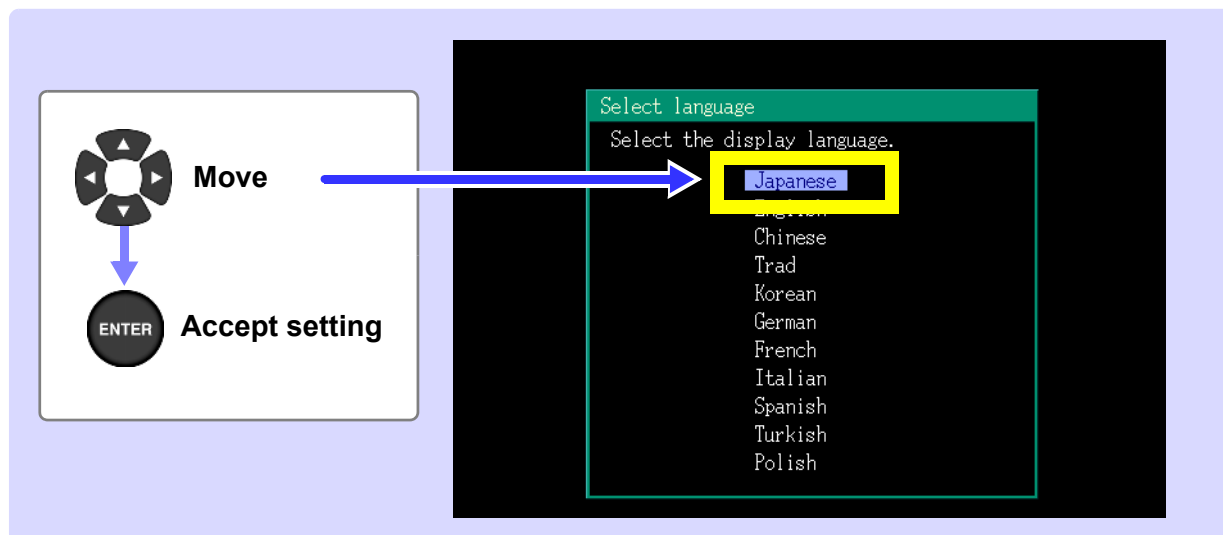 Move
ENTER
Accept setting
Select language
Select the display language.
Japanese
English
Chinese
Trad
Korean
German
French
Italian
Spanish
Turkish
Polish